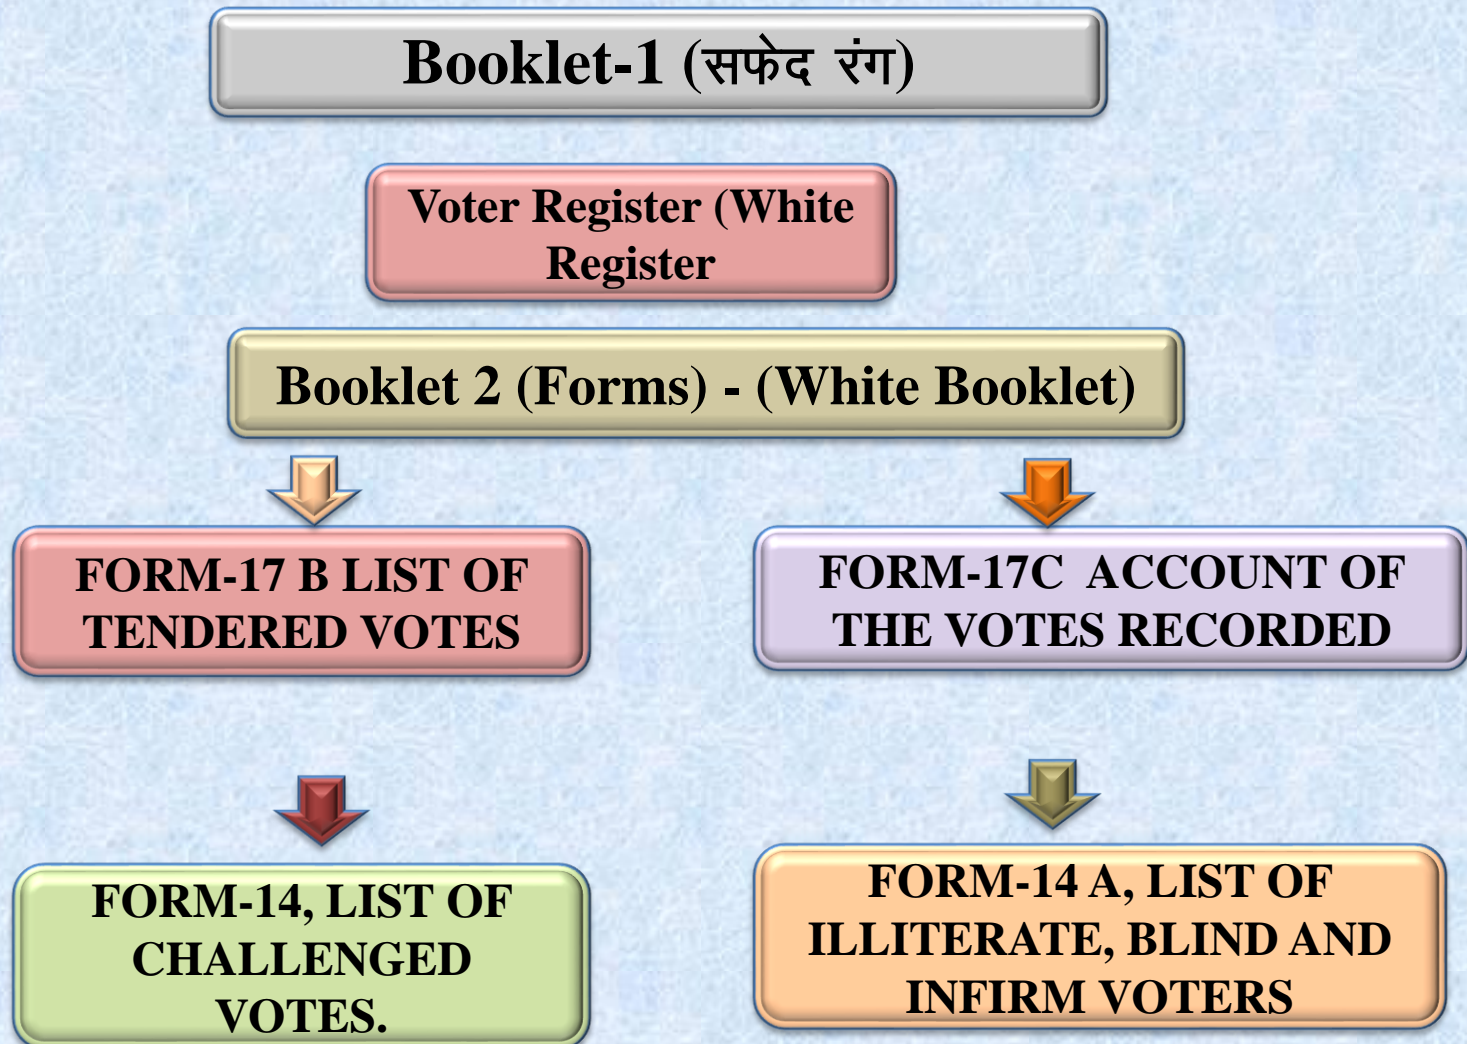 Booklet-1 (सफेद रंग)
Voter Register (White
Register
Booklet 2 (Forms) - (White Booklet)
FORM-17 B LIST OF
TENDERED VOTES
FORM-17C ACCOUNT OF
THE VOTES RECORDED
FORM-14, LIST OF
CHALLENGED
VOTES.
FORM-14 A, LIST OF
ILLITERATE, BLIND AND
INFIRM VOTERS